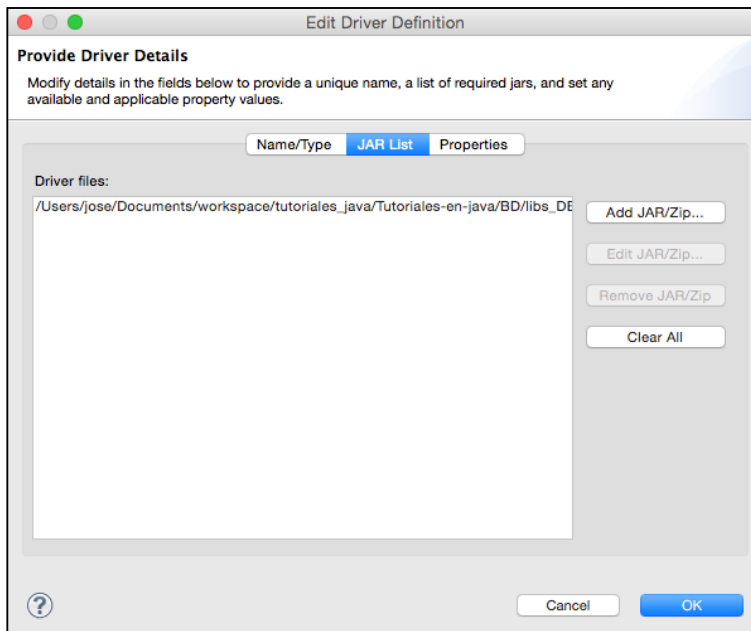 Edit Driver Definition
Provide Driver Details
Modify details in the fields below to provide a unique name, a list of required jars, and set any
available and applicable property values.
Name/Type JAR List Properties
Driver files:
/Users/jose/Documents/workspace/tutoriales_java/Tutoriales-en-java/BD/libs_DE
Add JAR/Zip...
Edit JAR/Zip...
Remove JAR/Zip
Clear All
? Cancel OK